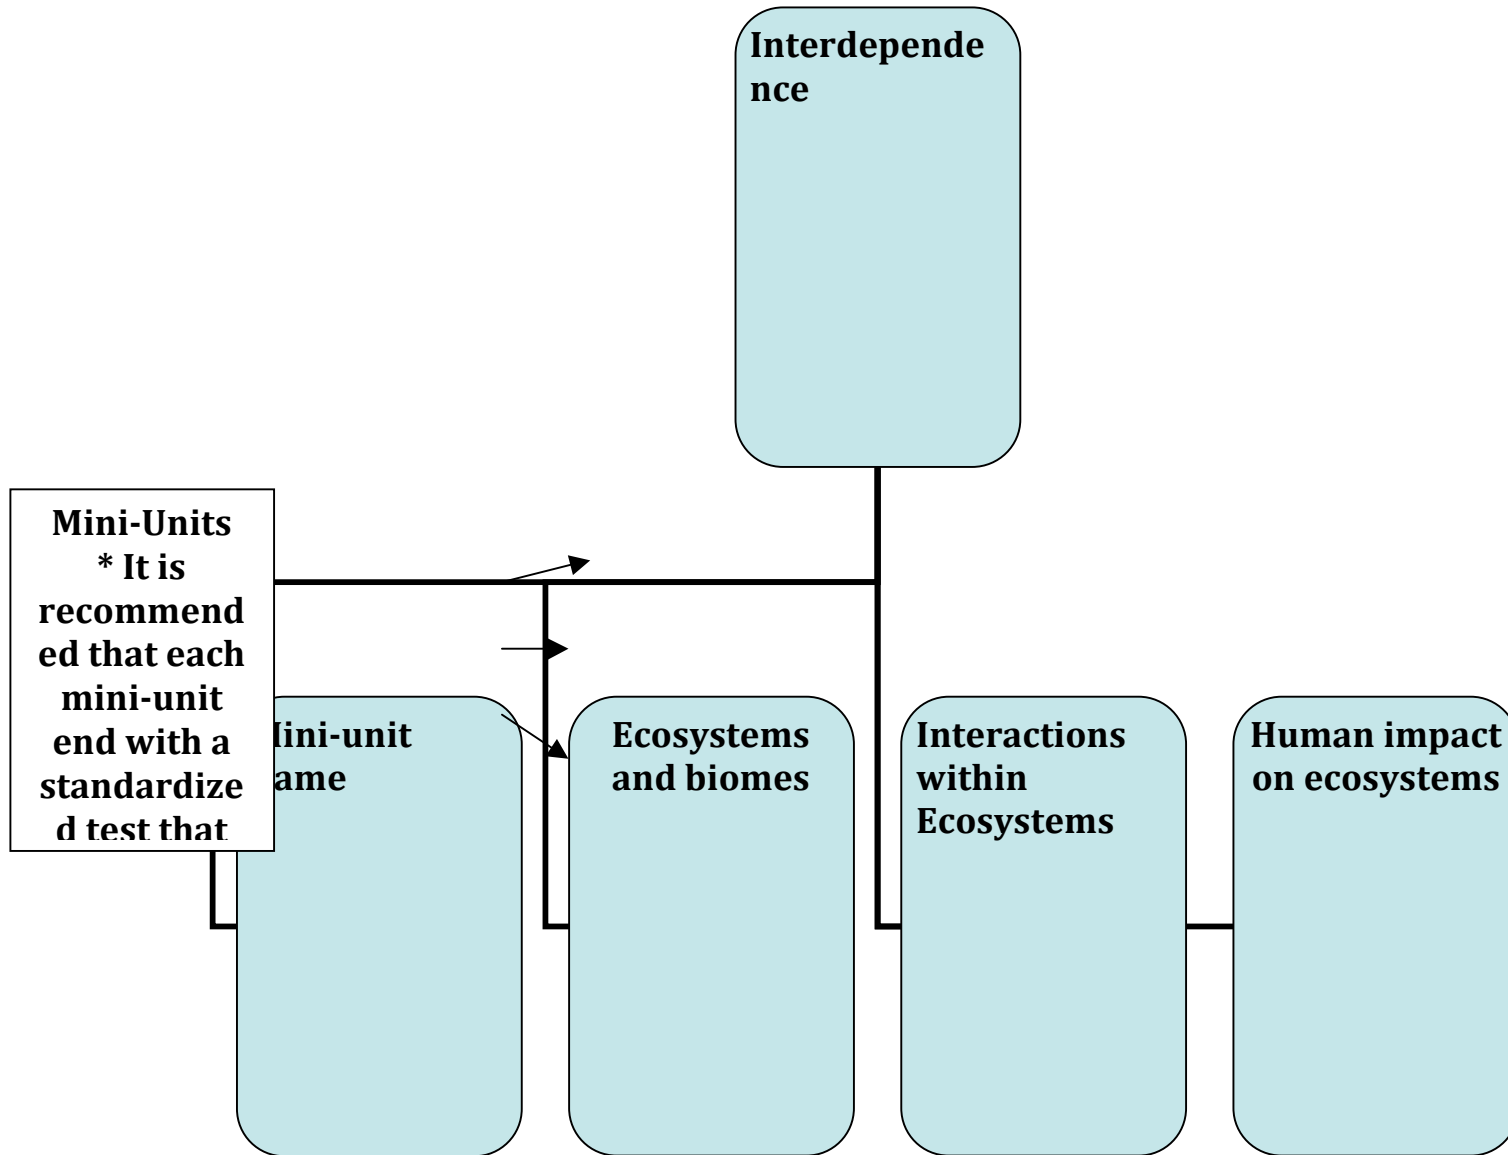 Interdepende
nce
Mini-Units
* It is
recommend
ed that each
mini-unit
end with a
standardize
d test that
ini-unit
ame
Ecosystems
and biomes
Interactions
within
Ecosystems
Human impact
on ecosystems